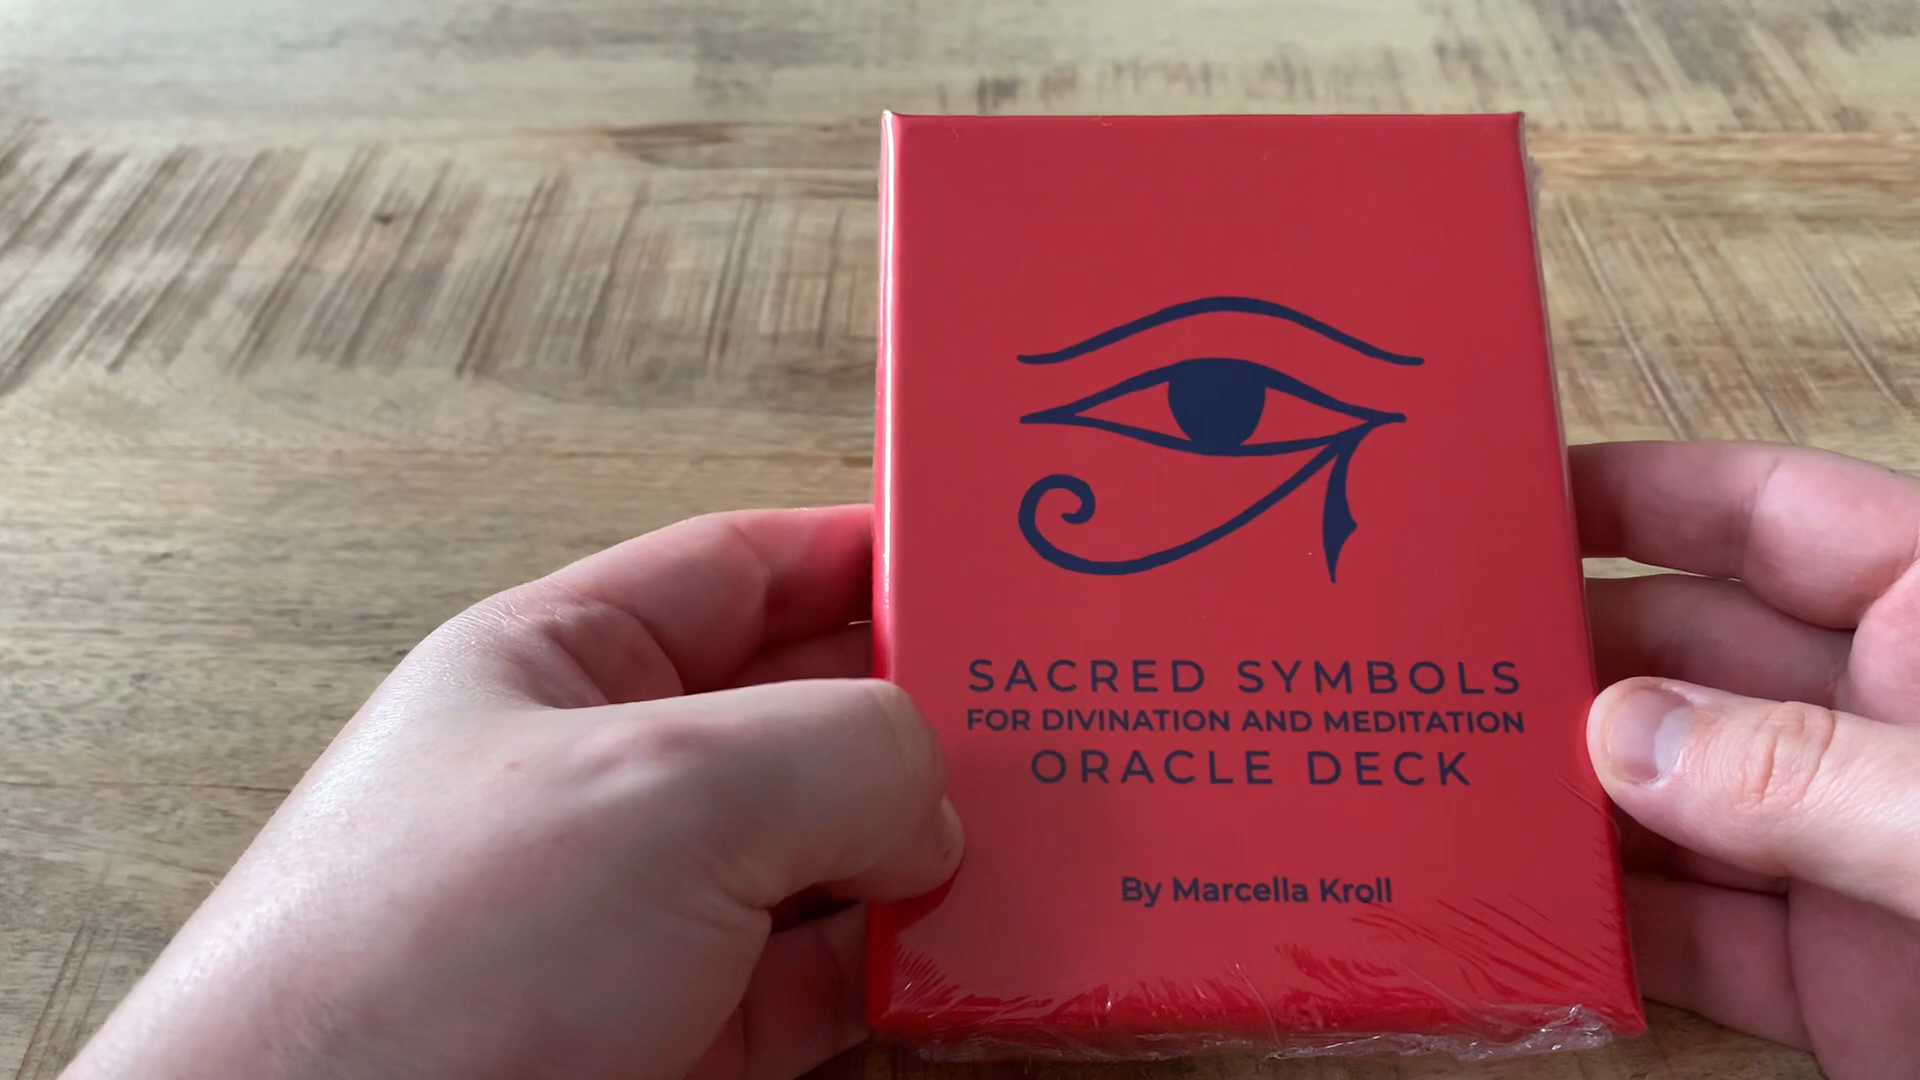 SACRED SYMBOLS
FOR DIVINATION AND MEDITATION
ORACLE DECK
By Marcella Kroll